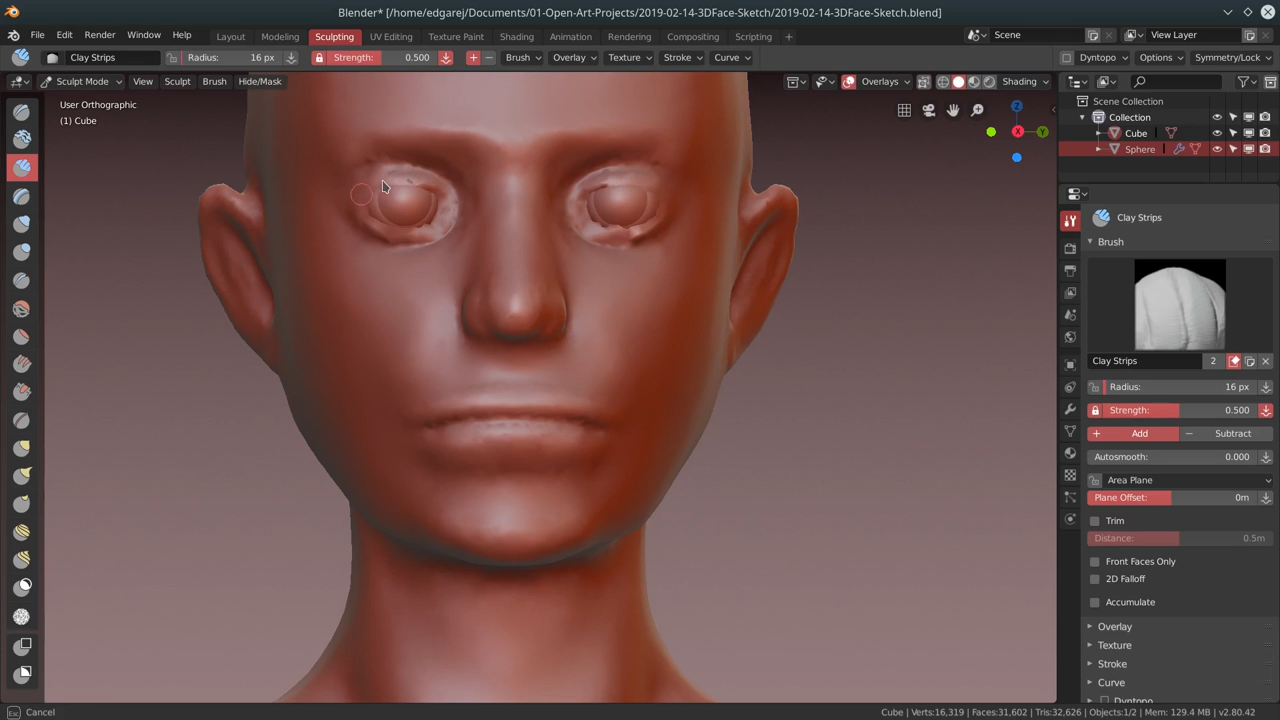 Blender* [/home/edgarej/Documents/01-Open-Art-Projects/2019-02-14-3DFace-Sketch/2019-02-14-3DFace-Sketch.blend]
File Edit Render Window Help Layout Modeling Sculpting UV Editing Texture Paint Shading Animation Rendering Compositing Scripting + Scene View Layer
Clay Strips Radius: 16 px Strength: 0.500 + − Brush Overlay Texture Stroke Curve Dyntopo Options Symmetry/Lock
Sculpt Mode View Sculpt Brush Hide/Mask Overlays Shading
User Orthographic
(1) Cube
Z
X
Y
Scene Collection
Collection
Cube
Sphere
Clay Strips
Brush
Clay Strips 2
Radius: 16 px
Strength: 0.500
+ Add − Subtract
Autosmooth: 0.000
Area Plane
Plane Offset: 0m
Trim
Distance: 0.5m
Front Faces Only
2D Falloff
Accumulate
Overlay
Texture
Stroke
Curve
Dyntopo
Esc Cancel
Cube | Verts:16,319 | Faces:31,602 | Tris:32,626 | Objects:1/2 | Mem: 129.4 MB | v2.80.42